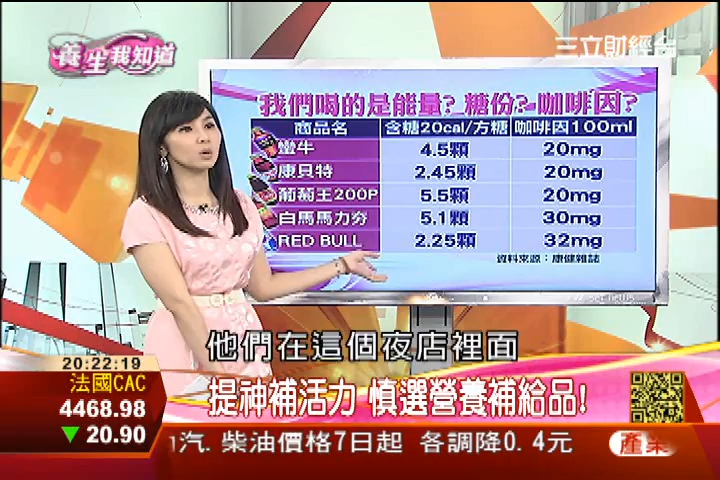 養生我知道
三立財經台
我們喝的是能量? 糖份? 咖啡因?
商品名 含糖20cal/方糖 咖啡因100ml
蠻牛 4.5顆 20mg
康貝特 2.45顆 20mg
葡萄王200P 5.5顆 20mg
白馬馬力夯 5.1顆 30mg
RED BULL 2.25顆 32mg
資料來源：康健雜誌
他們在這個夜店裡面
20:22:19
法國CAC
4468.98
▼20.90
提神補活力 慎選營養補給品!
汽.柴油價格7日起 各調降0.4元
產業